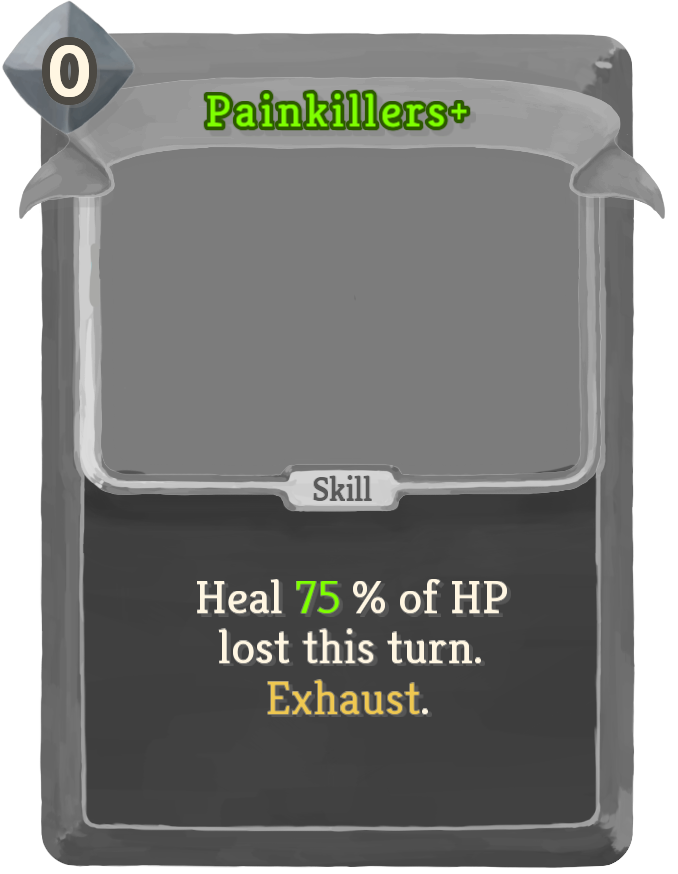 0
Painkillers+
Skill
Heal 75 % of HP
lost this turn.
Exhaust.